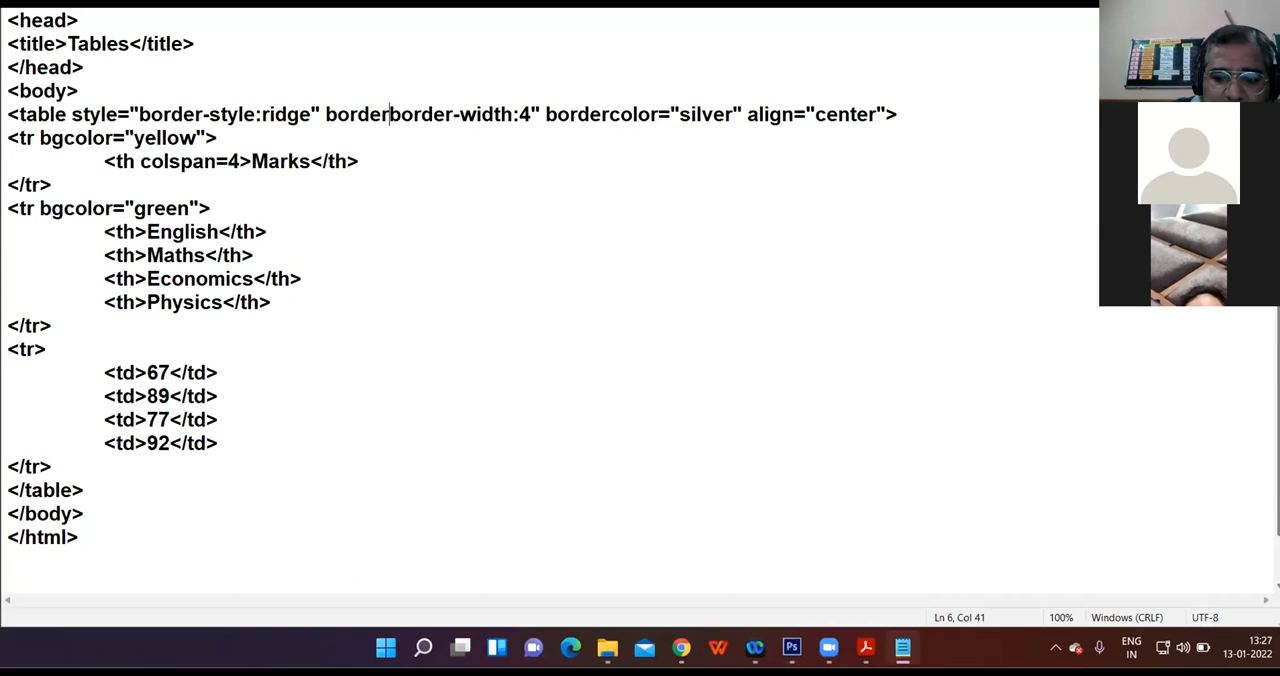 <head>
<title>Tables</title>
</head>
<body>
<table style="border-style:ridge" borderborder-width:4" bordercolor="silver" align="center">
<tr bgcolor="yellow">
<th colspan=4>Marks</th>
</tr>
<tr bgcolor="green">
<th>English</th>
<th>Maths</th>
<th>Economics</th>
<th>Physics</th>
</tr>
<tr>
<td>67</td>
<td>89</td>
<td>77</td>
<td>92</td>
</tr>
</table>
</body>
</html>
Ln 6, Col 41 100% Windows (CRLF) UTF-8
Ps W ENG IN 13:27 13-01-2022